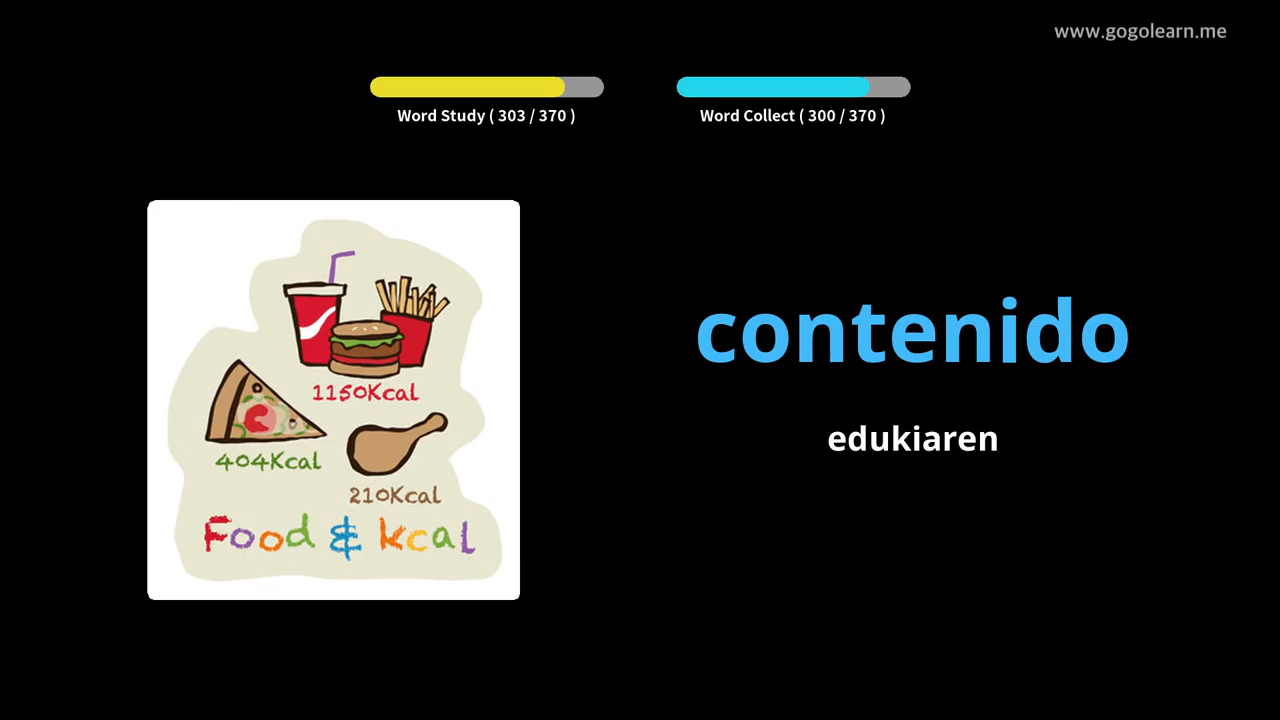 www.gogolearn.me
Word Study ( 303 / 370 )
Word Collect ( 300 / 370 )
1150Kcal
404Kcal
210Kcal
Food & kcal
contenido
edukiaren